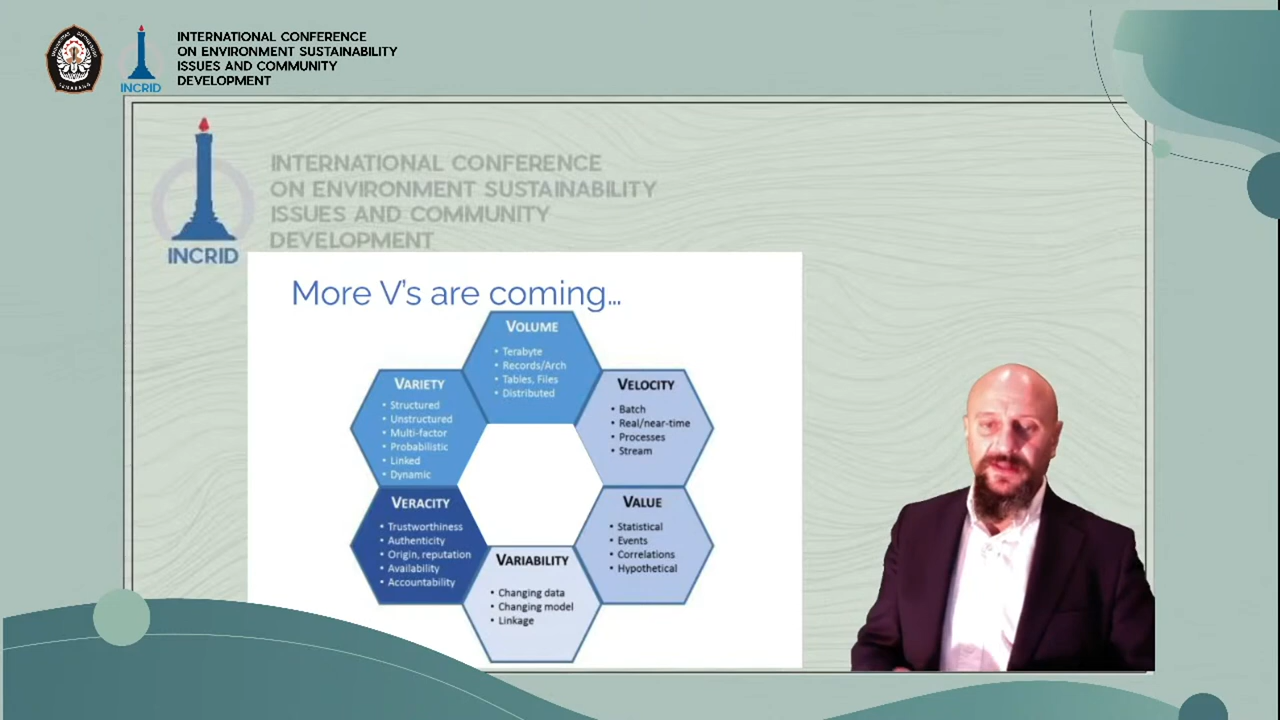 INTERNATIONAL CONFERENCE
ON ENVIRONMENT SUSTAINABILITY
ISSUES AND COMMUNITY
DEVELOPMENT
INCRID
SEMARANG
INTERNATIONAL CONFERENCE
ON ENVIRONMENT SUSTAINABILITY
ISSUES AND COMMUNITY
DEVELOPMENT
INCRID
More V's are coming...
VOLUME
• Terabyte
• Records/Arch
• Tables, Files
• Distributed
VARIETY
• Structured
• Unstructured
• Multi-factor
• Probabilistic
• Linked
• Dynamic
VELOCITY
• Batch
• Real/near-time
• Processes
• Stream
VERACITY
• Trustworthiness
• Authenticity
• Origin, reputation
• Availability
• Accountability
VALUE
• Statistical
• Events
• Correlations
• Hypothetical
VARIABILITY
• Changing data
• Changing model
• Linkage